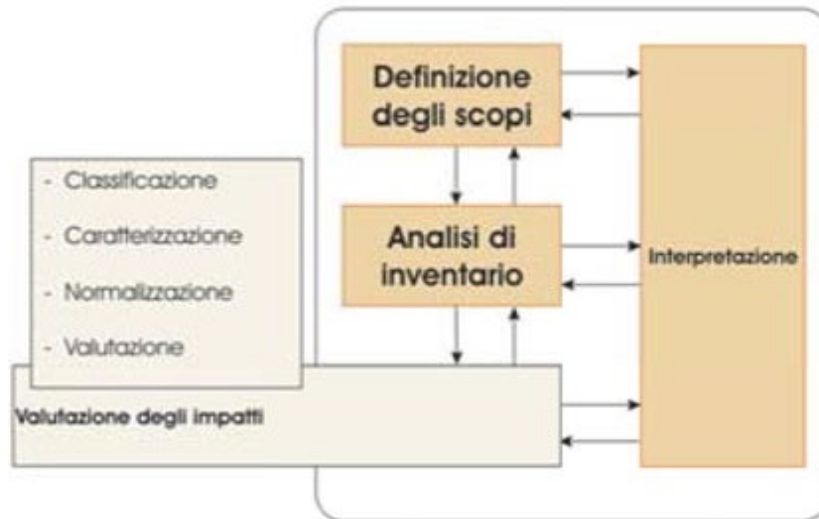 Definizione
degli scopi
- Classificazione
- Caratterizzazione
- Normalizzazione
- Valutazione
Analisi di
inventario
Interpretazione
Valutazione degli impatti